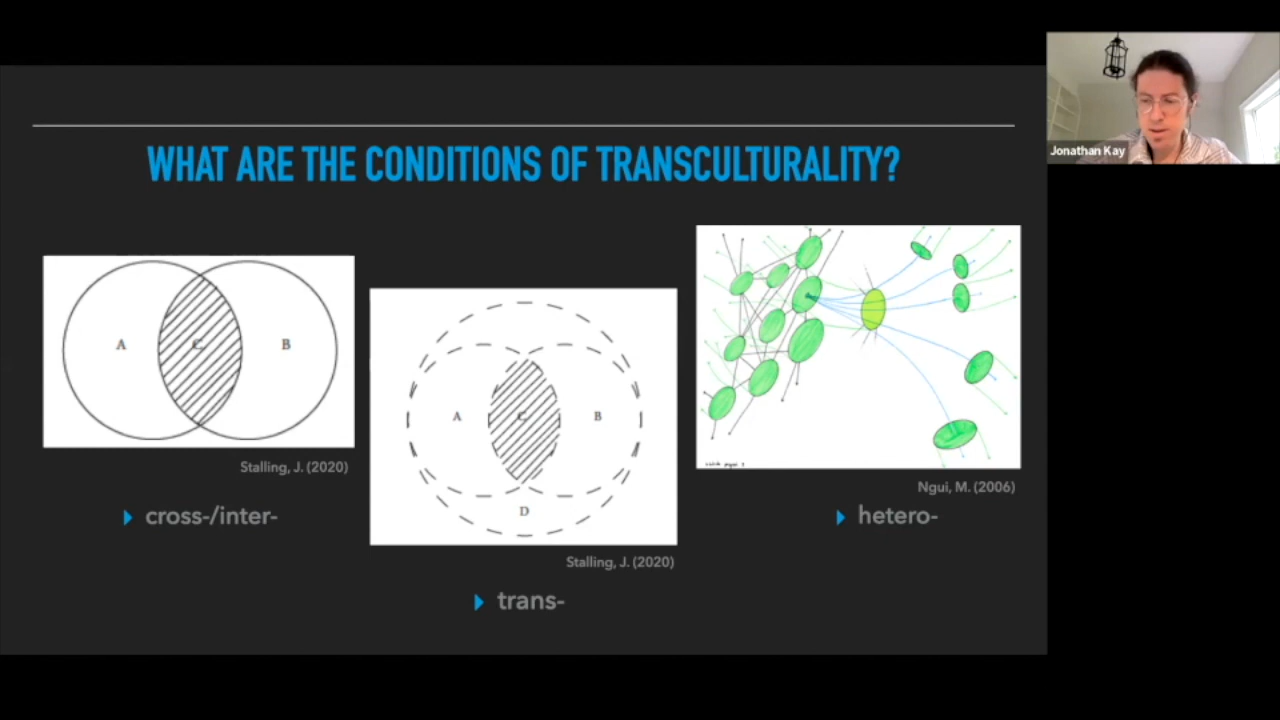 WHAT ARE THE CONDITIONS OF TRANSCULTURALITY?
Jonathan Kay
A
C
B
Stalling, J. (2020)
cross-/inter-
A
C
B
D
Stalling, J. (2020)
trans-
Ngui, M. (2006)
hetero-